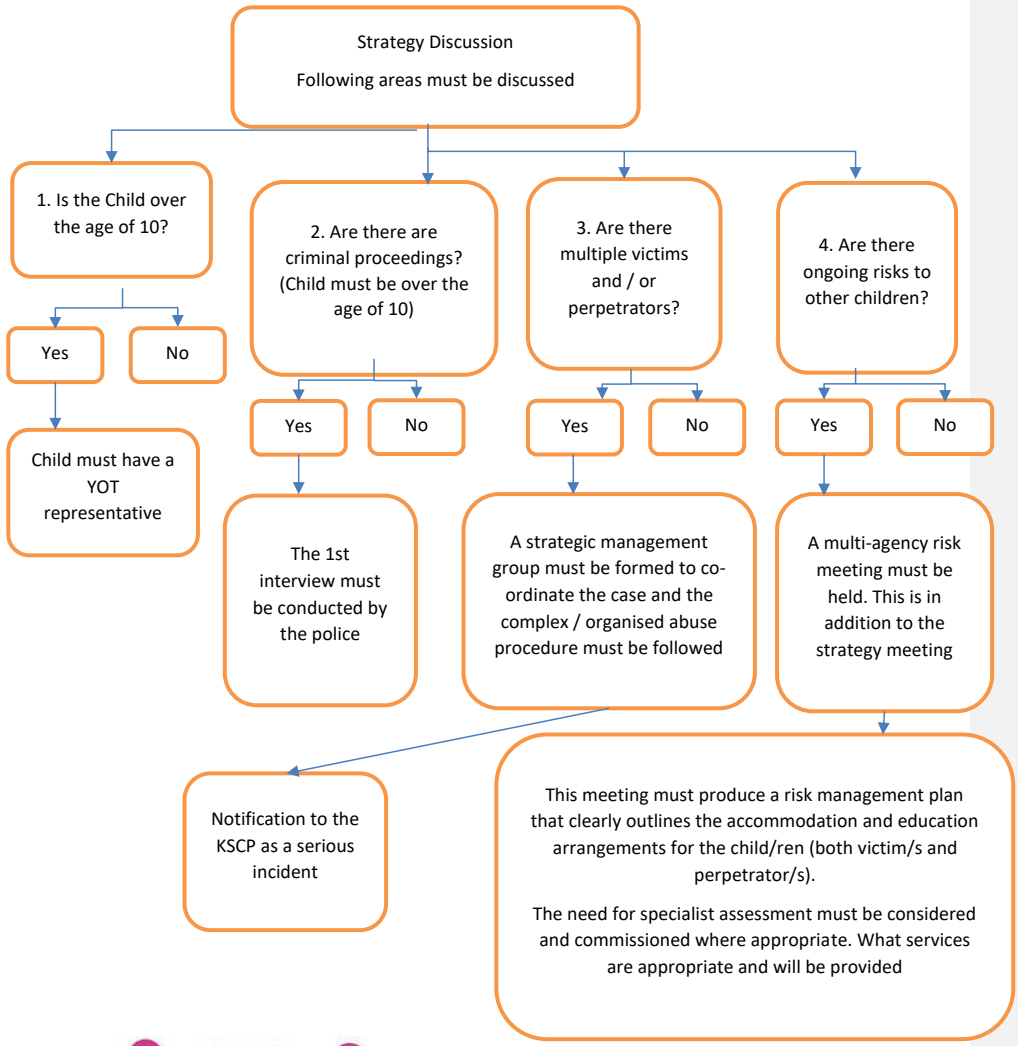 Strategy Discussion
Following areas must be discussed
1. Is the Child over
the age of 10?
2. Are there are
criminal proceedings?
(Child must be over the
age of 10)
3. Are there
multiple victims
and / or
perpetrators?
4. Are there
ongoing risks to
other children?
Yes
No
Yes
No
Yes
No
Yes
No
Child must have a
YOT
representative
The 1st
interview must
be conducted by
the police
A strategic management
group must be formed to co-
ordinate the case and the
complex / organised abuse
procedure must be followed
A multi-agency risk
meeting must be
held. This is in
addition to the
strategy meeting
Notification to the
KSCP as a serious
incident
This meeting must produce a risk management plan
that clearly outlines the accommodation and education
arrangements for the child/ren (both victim/s and
perpetrator/s).
The need for specialist assessment must be considered
and commissioned where appropriate. What services
are appropriate and will be provided